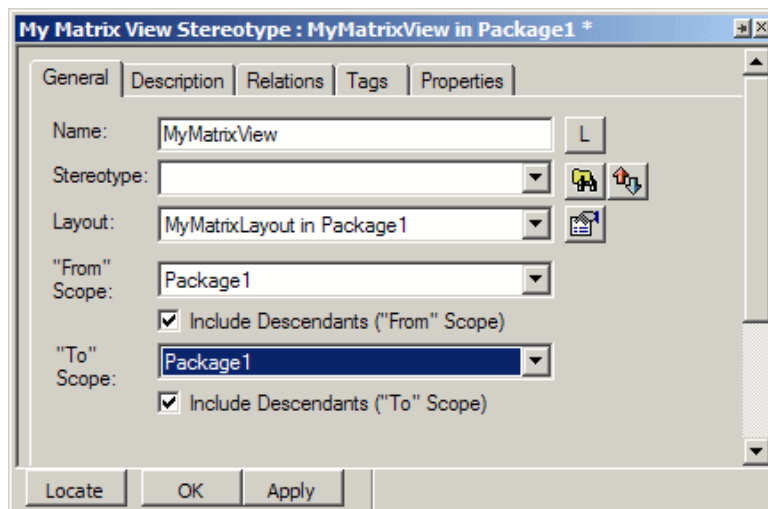 My Matrix View Stereotype : MyMatrixView in Package1 *
General Description Relations Tags Properties
Name: MyMatrixView L
Stereotype:
Layout: MyMatrixLayout in Package1
"From" Scope: Package1
Include Descendants ("From" Scope)
"To" Scope: Package1
Include Descendants ("To" Scope)
Locate OK Apply